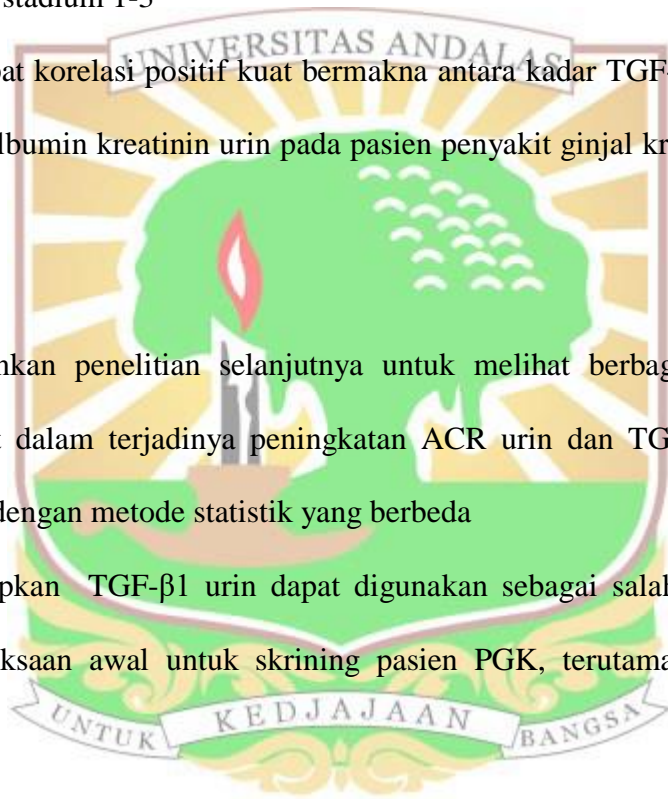 stadium 1-3
UNIVERSITAS ANDALAS
pat korelasi positif kuat bermakna antara kadar TGF-
lbumin kreatinin urin pada pasien penyakit ginjal kr
nkan penelitian selanjutnya untuk melihat berbag
t dalam terjadinya peningkatan ACR urin dan TG
dengan metode statistik yang berbeda
pkan TGF-β1 urin dapat digunakan sebagai salah
ksaan awal untuk skrining pasien PGK, terutama
UNTUK KEDJAJAAN BANGSA